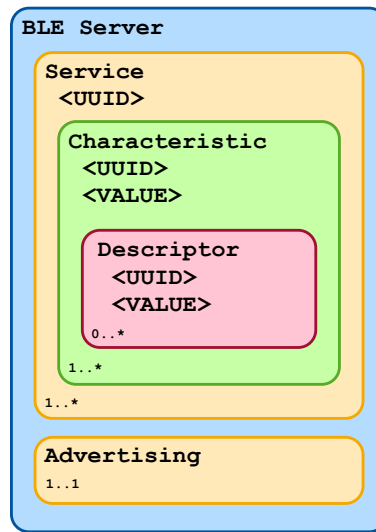 BLE Server
Service
<UUID>
Characteristic
<UUID>
<VALUE>
Descriptor
<UUID>
<VALUE>
0..*
1..*
1..*
Advertising
1..1